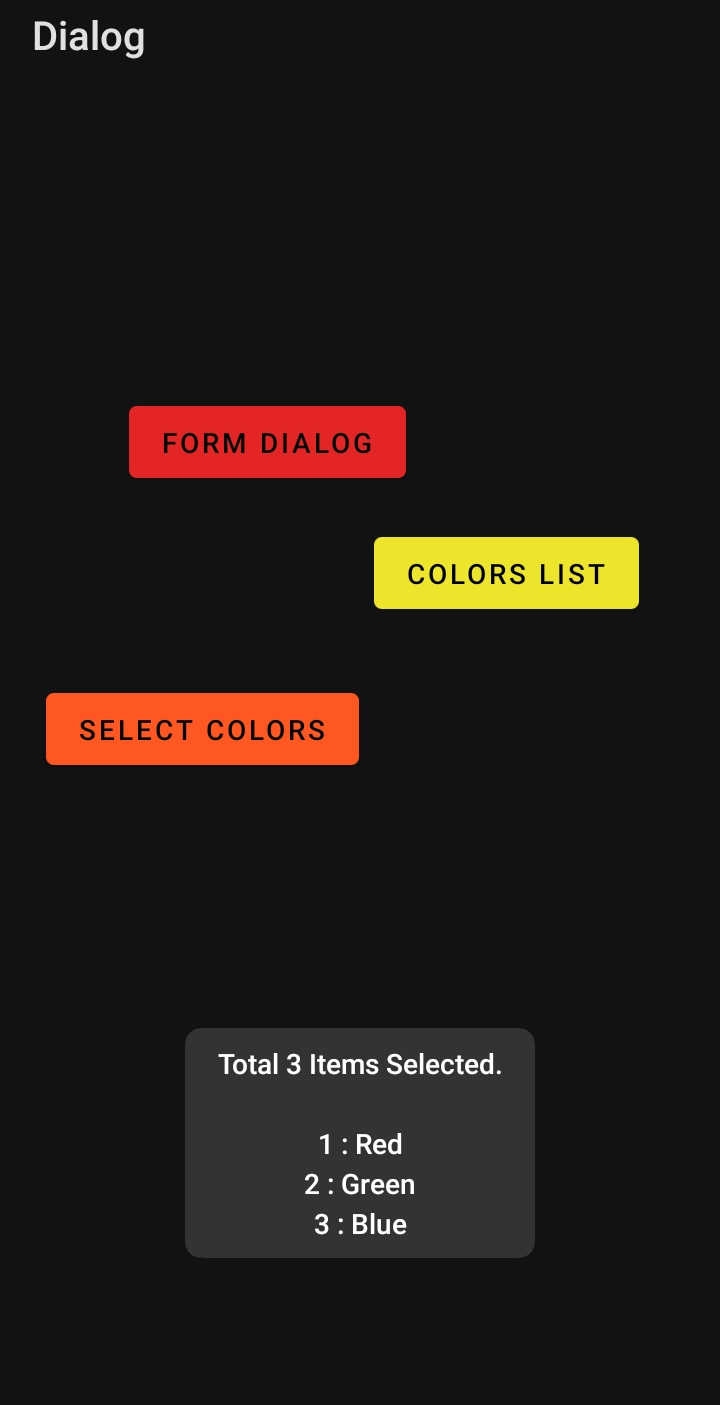 Dialog
FORM DIALOG
COLORS LIST
SELECT COLORS
Total 3 Items Selected.
1 : Red
2 : Green
3 : Blue